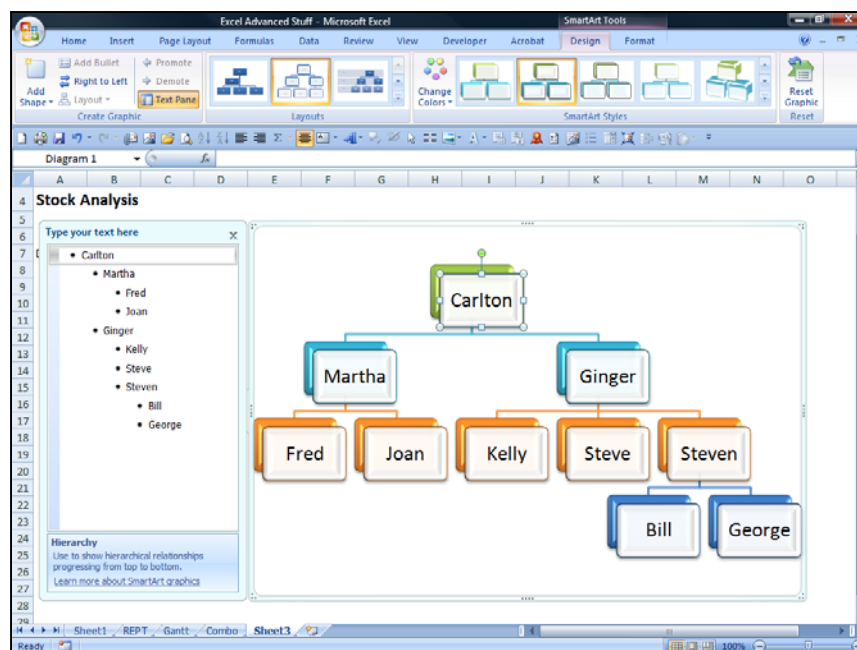 Excel Advanced Stuff - Microsoft Excel
SmartArt Tools
Home Insert Page Layout Formulas Data Review View Developer Acrobat Design Format
Add Shape
Add Bullet
Right to Left
Layout
Promote
Demote
Text Pane
Create Graphic
Layouts
Change Colors
SmartArt Styles
Reset Graphic
Reset
Diagram 1
fx
A B C D E F G H I J K L M N O
4 Stock Analysis
5
6
7
8
9
10
11
12
13
14
15
16
17
18
19
20
21
22
23
24
25
26
27
28
29
Type your text here
X
• Carlton
• Martha
• Fred
• Joan
• Ginger
• Kelly
• Steve
• Steven
• Bill
• George
Hierarchy
Use to show hierarchical relationships
progressing from top to bottom.
Learn more about SmartArt graphics
Carlton
Martha Ginger
Fred Joan Kelly Steve Steven
Bill George
Sheet1 REPT Gantt Combo Sheet3
Ready
100%